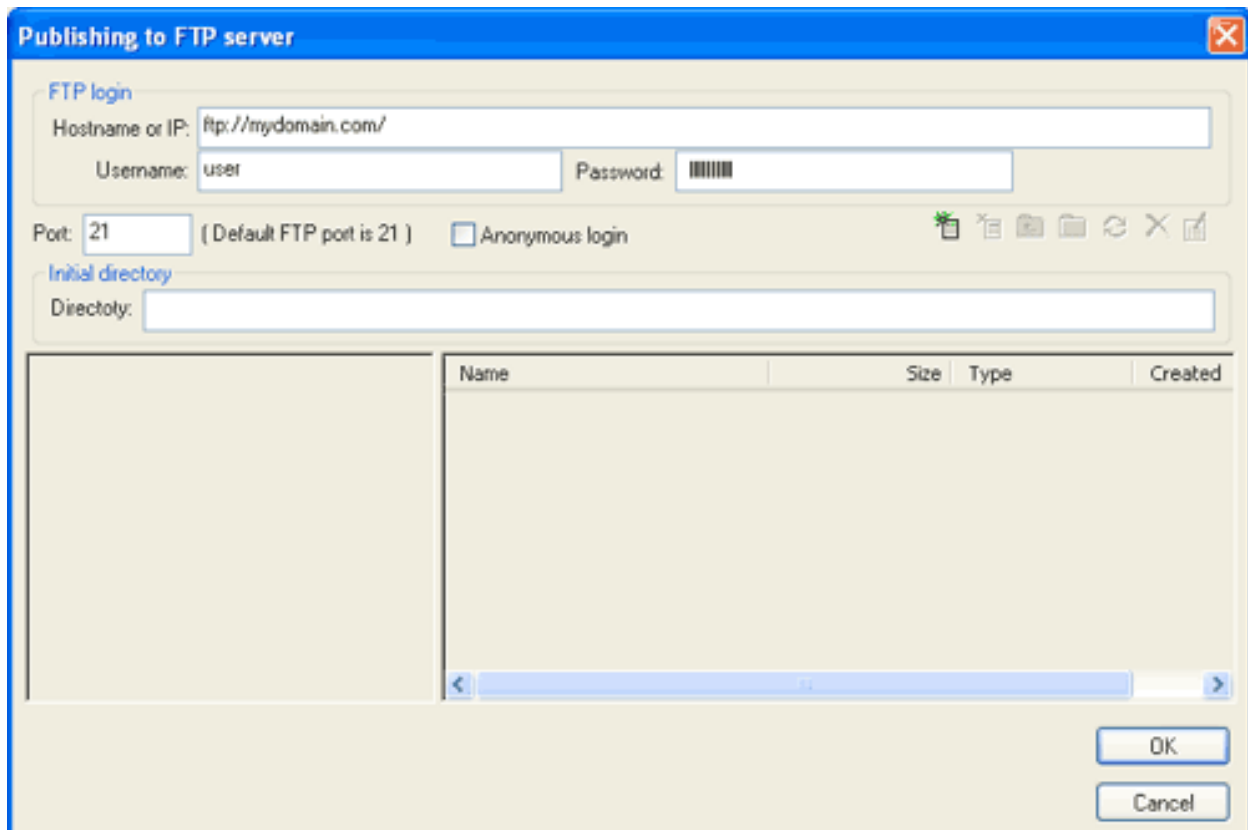 Publishing to FTP server
FTP login
Hostname or IP: ftp://mydomain.com/
Username: user Password:
Port: 21 ( Default FTP port is 21 ) Anonymous login
Initial directory
Directoty:
Name Size Type Created
OK
Cancel